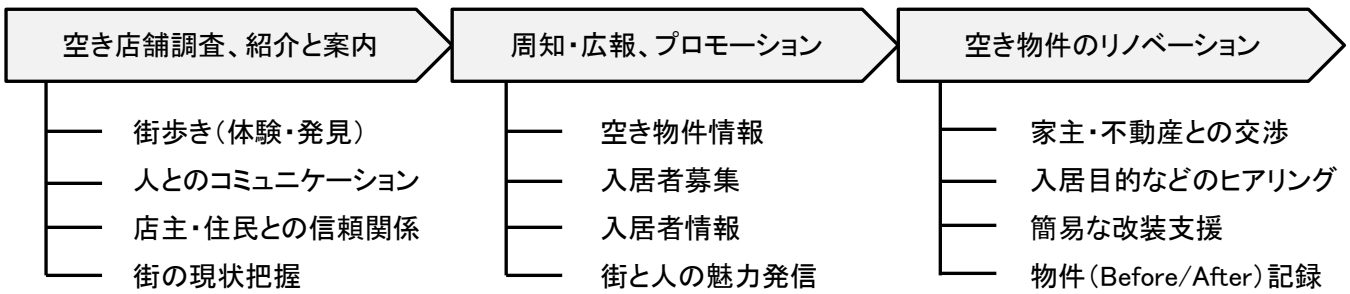 空き店舗調査、紹介と案内
街歩き（体験・発見）
人とのコミュニケーション
店主・住民との信頼関係
街の現状把握
周知・広報、プロモーション
空き物件情報
入居者募集
入居者情報
街と人の魅力発信
空き物件のリノベーション
家主・不動産との交渉
入居目的などのヒアリング
簡易な改装支援
物件（Before/After）記録